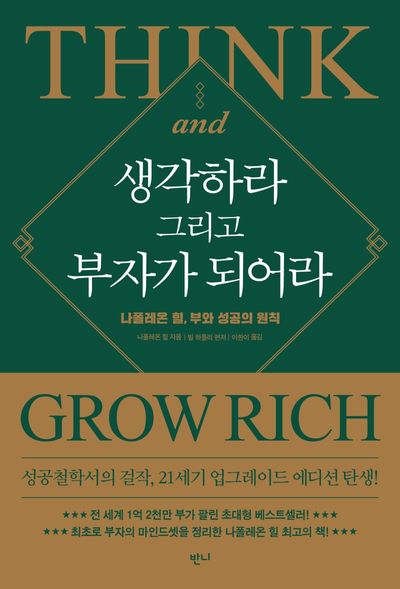 THINK
and
생각하라
그리고
부자가 되어라
나폴레온 힐, 부와 성공의 원칙
나폴레온 힐 지음 | 빌 하틀리 편저 | 이한이 옮김
GROW RICH
성공철학서의 걸작, 21세기 업그레이드 에디션 탄생!
★★★ 전 세계 1억 2천만 부가 팔린 초대형 베스트셀러! ★★★
★★★ 최초로 부자의 마인드셋을 정리한 나폴레온 힐 최고의 책! ★★★
반니